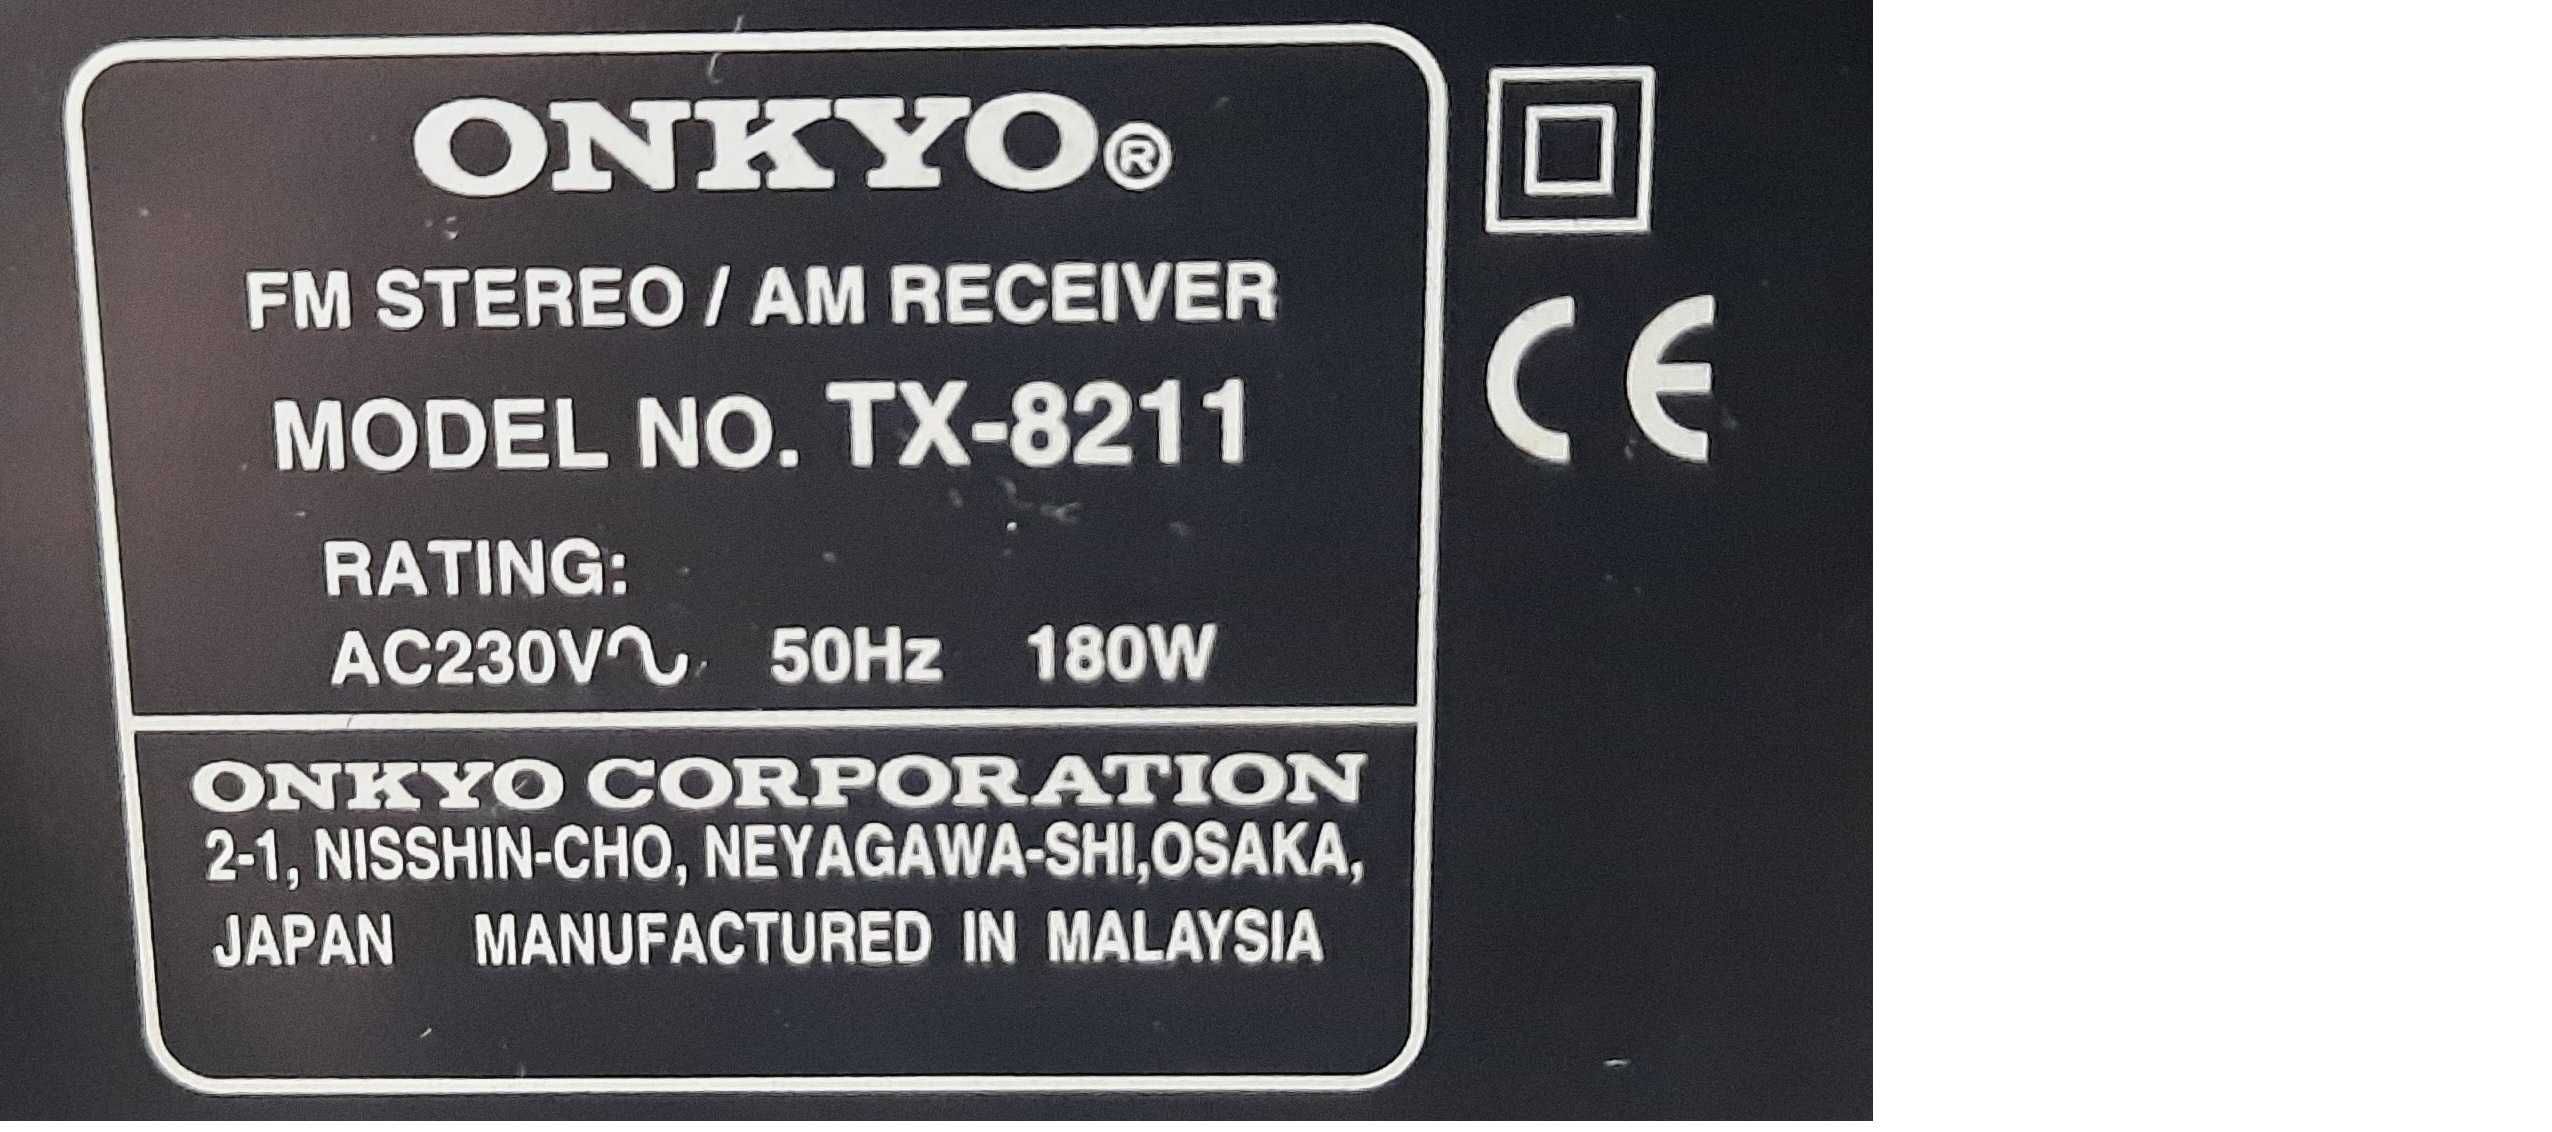 ONKYO®
FM STEREO / AM RECEIVER
MODEL NO. TX-8211
RATING:
AC230V∿ 50Hz 180W
ONKYO CORPORATION
2-1, NISSHIN-CHO, NEYAGAWA-SHI,OSAKA,
JAPAN MANUFACTURED IN MALAYSIA
CE